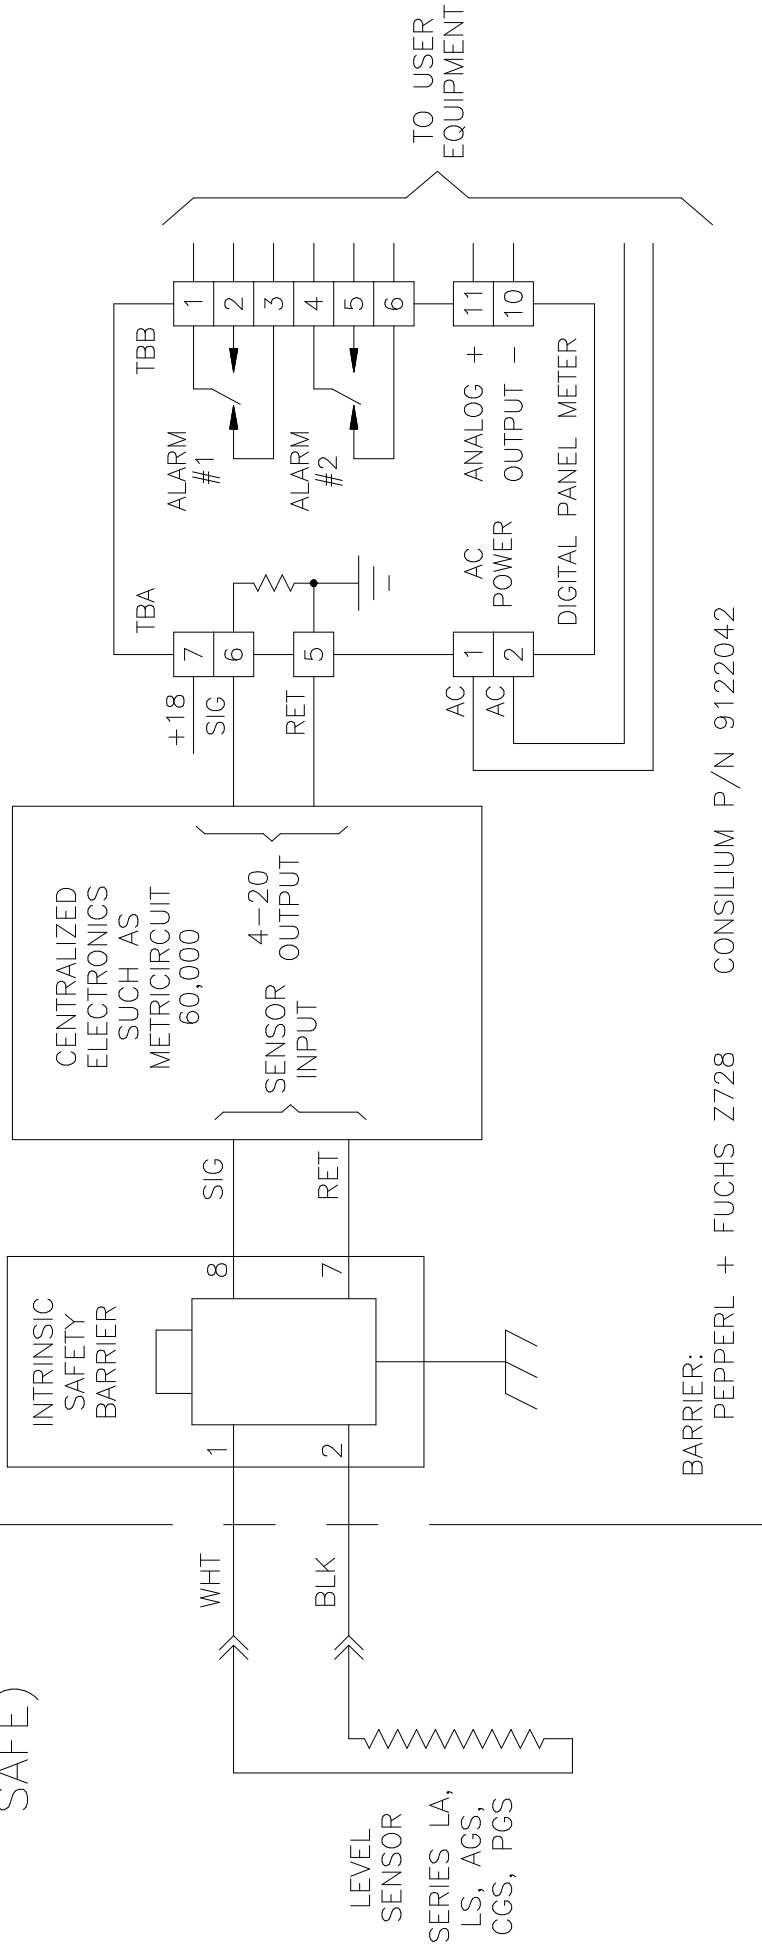 SAFE)
LEVEL
SENSOR
SERIES LA,
LS, AGS,
CGS, PGS
WHT
BLK
INTRINSIC
SAFETY
BARRIER
1
2
8
7
SIG
RET
CENTRALIZED
ELECTRONICS
SUCH AS
METRICIRCUIT
60,000
SENSOR
INPUT
4-20
OUTPUT
+18
SIG
RET
AC
AC
TBA
7
6
5
1
2
AC
POWER
ALARM
#1
ALARM
#2
TBB
1
2
3
4
5
6
11
10
ANALOG +
OUTPUT -
DIGITAL PANEL METER
TO USER
EQUIPMENT
BARRIER:
PEPPERL + FUCHS Z728 CONSILIUM P/N 9122042